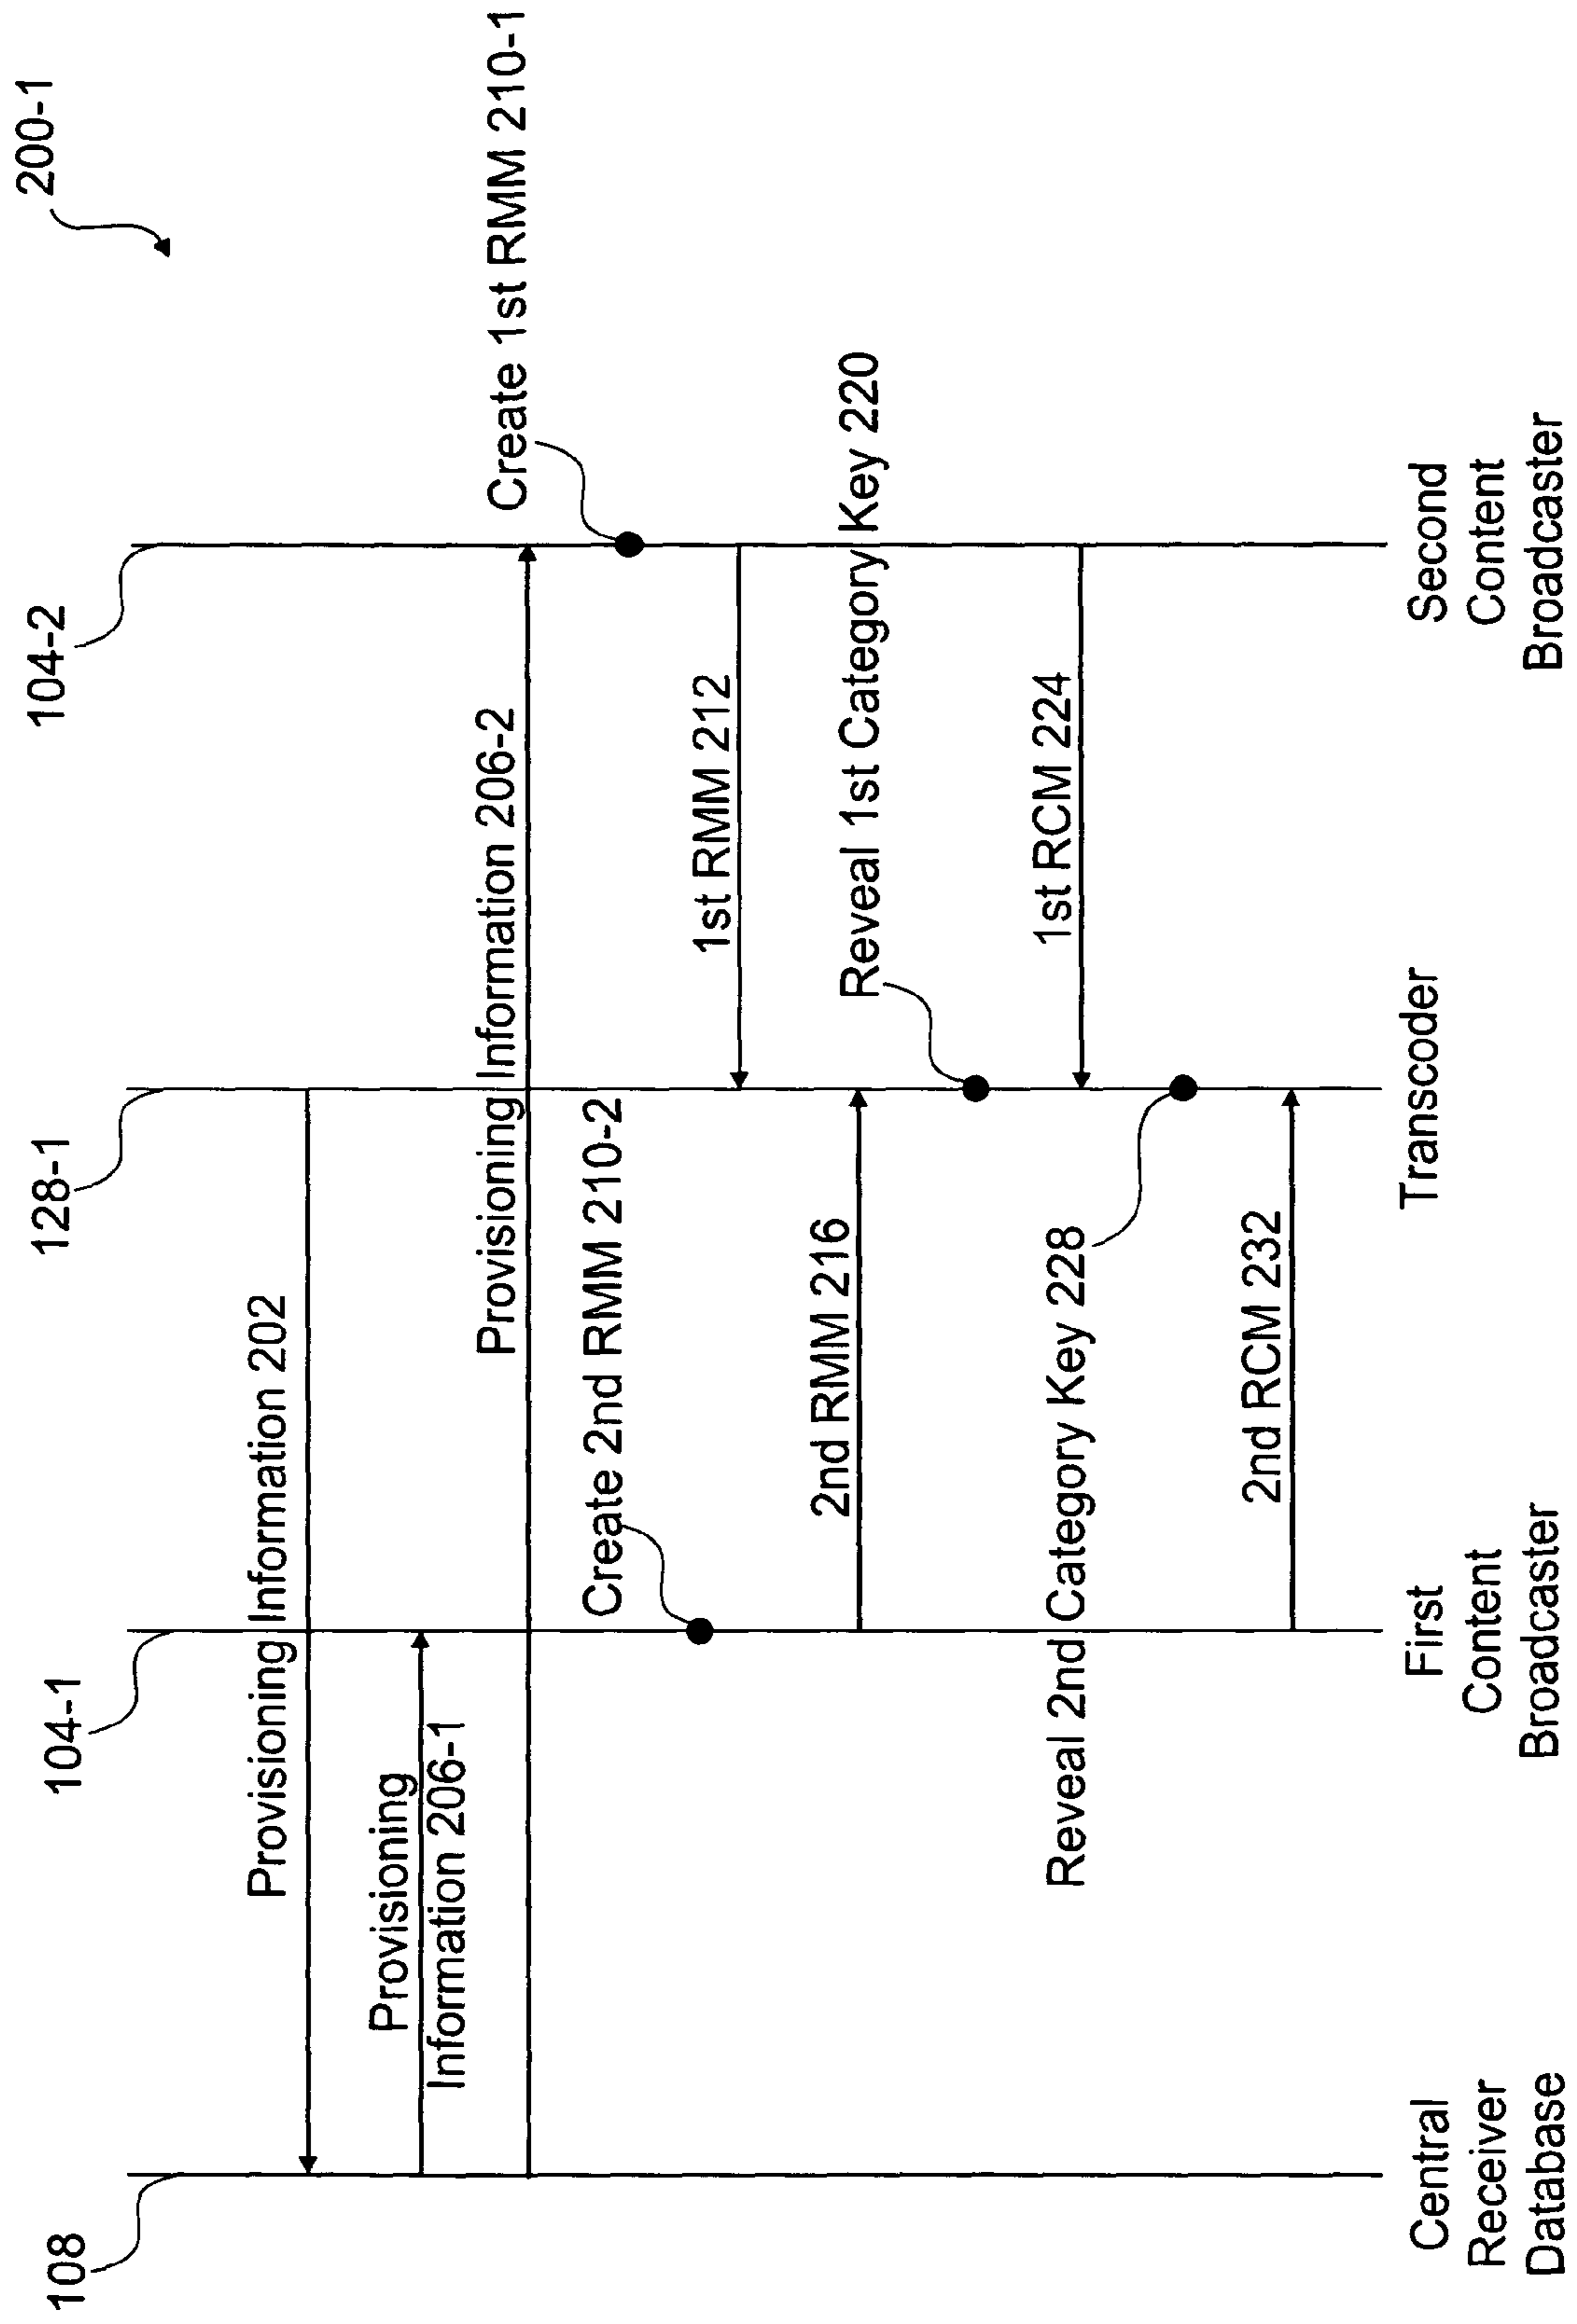 200-1
108
104-1
128-1
104-2
Provisioning Information 202
Provisioning
Information 206-1
Provisioning Information 206-2
Create 1st RMM 210-1
Create 2nd RMM 210-2
1st RMM 212
2nd RMM 216
Reveal 1st Category Key 220
1st RCM 224
Reveal 2nd Category Key 228
2nd RCM 232
Central
Receiver
Database
First
Content
Broadcaster
Transcoder
Second
Content
Broadcaster